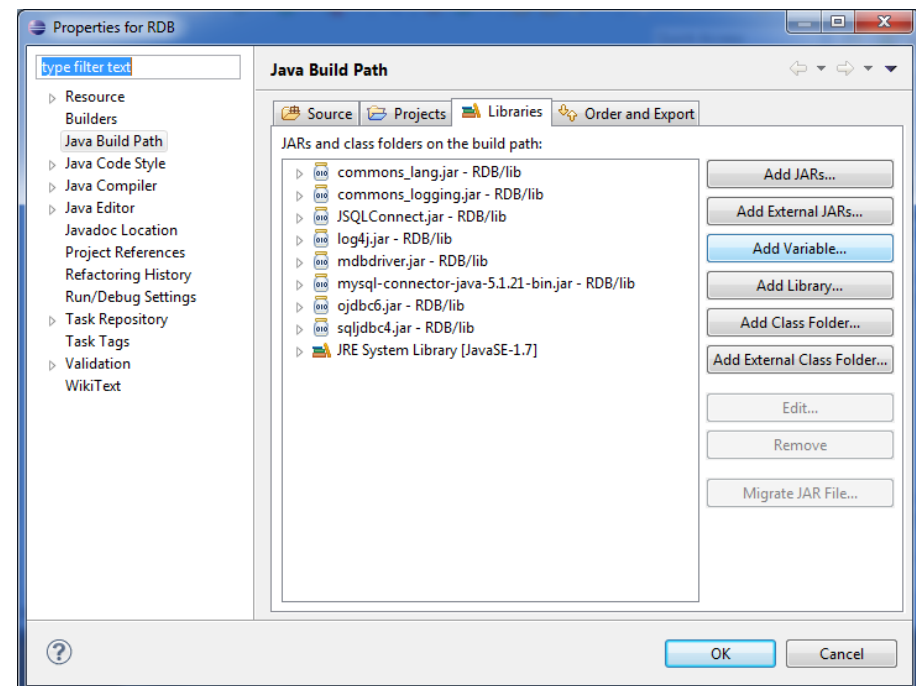 Properties for RDB
type filter text
Resource
Builders
Java Build Path
Java Code Style
Java Compiler
Java Editor
Javadoc Location
Project References
Refactoring History
Run/Debug Settings
Task Repository
Task Tags
Validation
WikiText
Java Build Path
Source Projects Libraries Order and Export
JARs and class folders on the build path:
commons_lang.jar - RDB/lib
commons_logging.jar - RDB/lib
JSQLConnect.jar - RDB/lib
log4j.jar - RDB/lib
mdbdriver.jar - RDB/lib
mysql-connector-java-5.1.21-bin.jar - RDB/lib
ojdbc6.jar - RDB/lib
sqljdbc4.jar - RDB/lib
JRE System Library [JavaSE-1.7]
Add JARs...
Add External JARs...
Add Variable...
Add Library...
Add Class Folder...
Add External Class Folder...
Edit...
Remove
Migrate JAR File...
?
OK Cancel